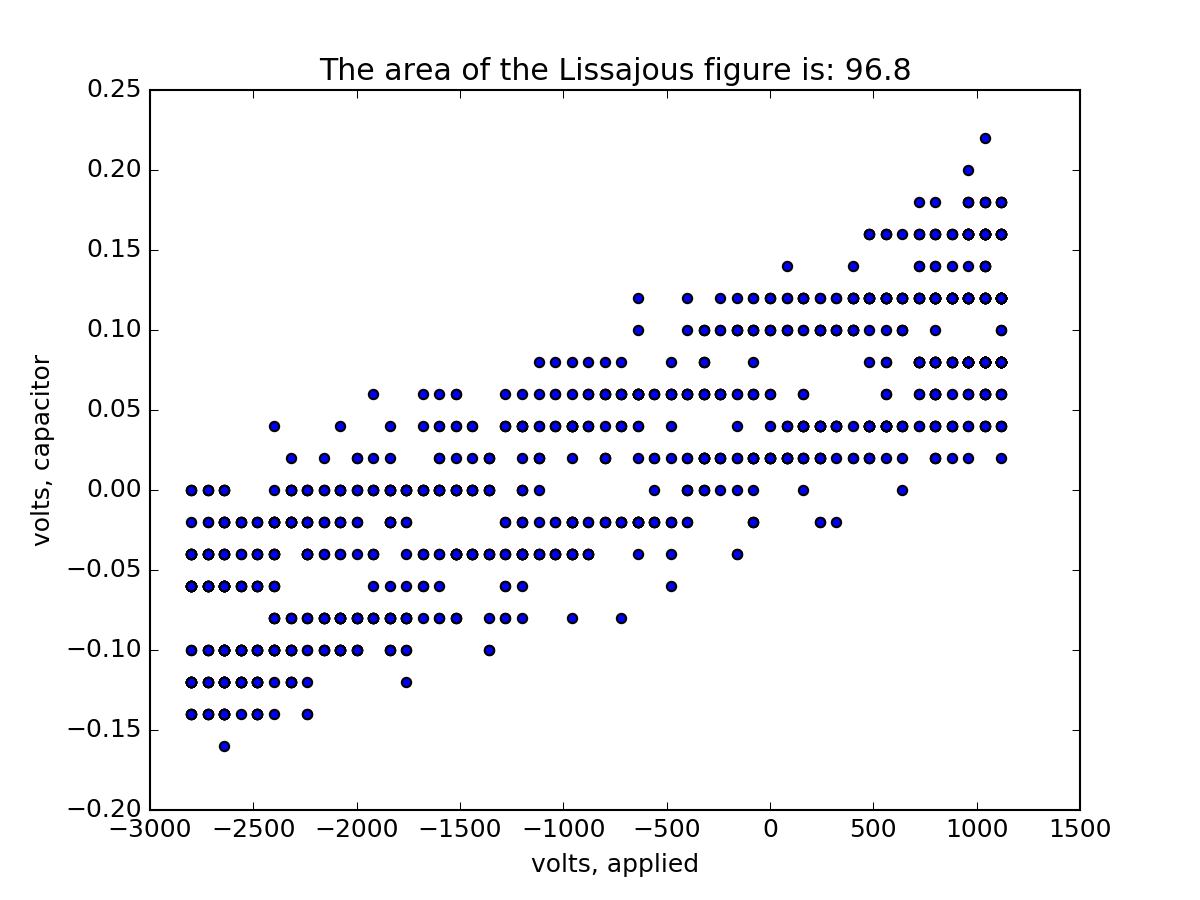 The area of the Lissajous figure is: 96.8
0.25
0.20
0.15
0.10
0.05
0.00
−0.05
−0.10
−0.15
−0.20
volts, capacitor
−3000 −2500 −2000 −1500 −1000 −500 0 500 1000 1500
volts, applied